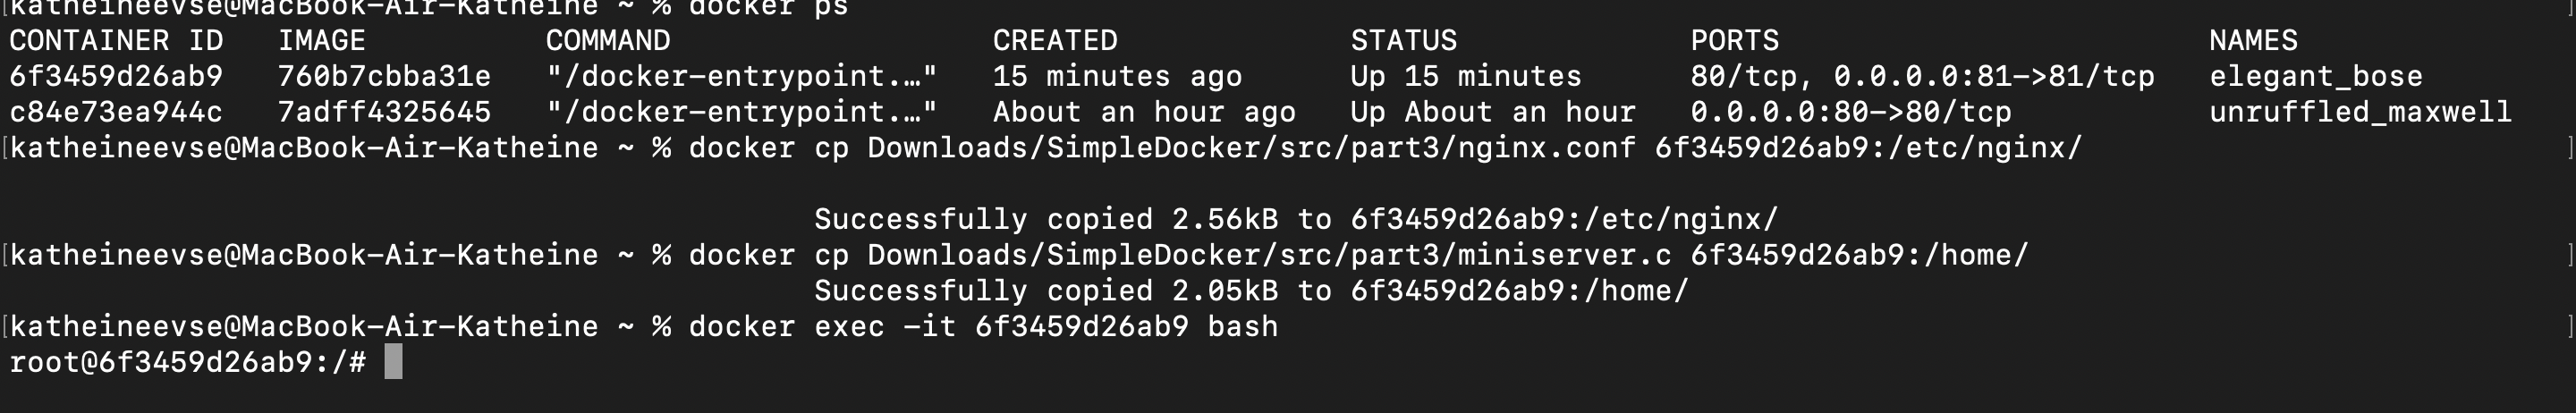 [katheineevse@MacBook-Air-Katheine ~ % docker ps ]
CONTAINER ID   IMAGE          COMMAND                  CREATED             STATUS             PORTS                        NAMES
6f3459d26ab9   760b7cbba31e   "/docker-entrypoint.…"   15 minutes ago      Up 15 minutes      80/tcp, 0.0.0.0:81->81/tcp   elegant_bose
c84e73ea944c   7adff4325645   "/docker-entrypoint.…"   About an hour ago   Up About an hour   0.0.0.0:80->80/tcp           unruffled_maxwell
[katheineevse@MacBook-Air-Katheine ~ % docker cp Downloads/SimpleDocker/src/part3/nginx.conf 6f3459d26ab9:/etc/nginx/ ]
Successfully copied 2.56kB to 6f3459d26ab9:/etc/nginx/
[katheineevse@MacBook-Air-Katheine ~ % docker cp Downloads/SimpleDocker/src/part3/miniserver.c 6f3459d26ab9:/home/ ]
Successfully copied 2.05kB to 6f3459d26ab9:/home/
[katheineevse@MacBook-Air-Katheine ~ % docker exec -it 6f3459d26ab9 bash ]
root@6f3459d26ab9:/#